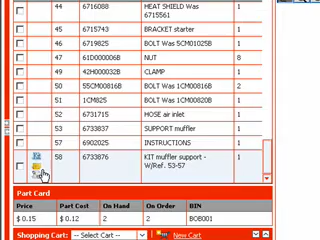 44 6716088 HEAT SHIELD Was 1
6715561
45 6715743 BRACKET starter 1
46 6719825 BOLT Was 5CM01025B 1
47 61D000006B NUT 8
49 42H000032B CLAMP 1
50 55CM00816B BOLT Was 1CM00816B 2
51 1CM825 BOLT Was 1CM00820B 1
52 6731715 HOSE air inlet 1
53 6733837 SUPPORT muffler 1
57 6902025 INSTRUCTIONS 1
58 6733876 KIT muffler support - 1
W/Ref. 53-57
Part Card
Price Part Cost On Hand On Order BIN
$ 0.15 $ 0.12 2 2 BOB001
Shopping Cart: -- Select Cart -- New Cart